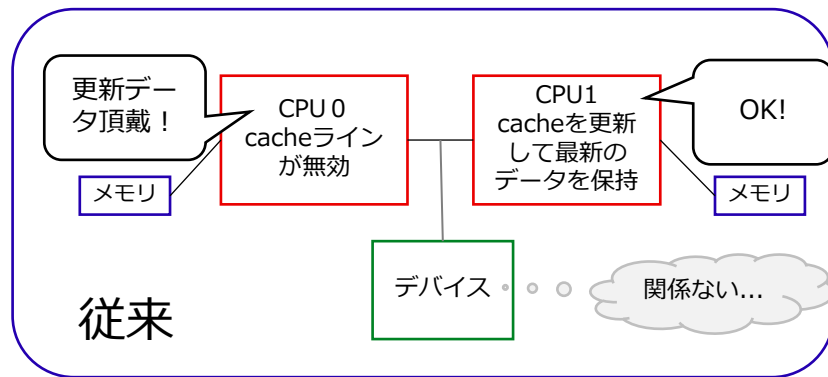 更新デー
タ頂戴！
CPU０
cacheライン
が無効
CPU1
cacheを更新
して最新の
データを保持
OK!
メモリ
メモリ
デバイス
関係ない…
従来